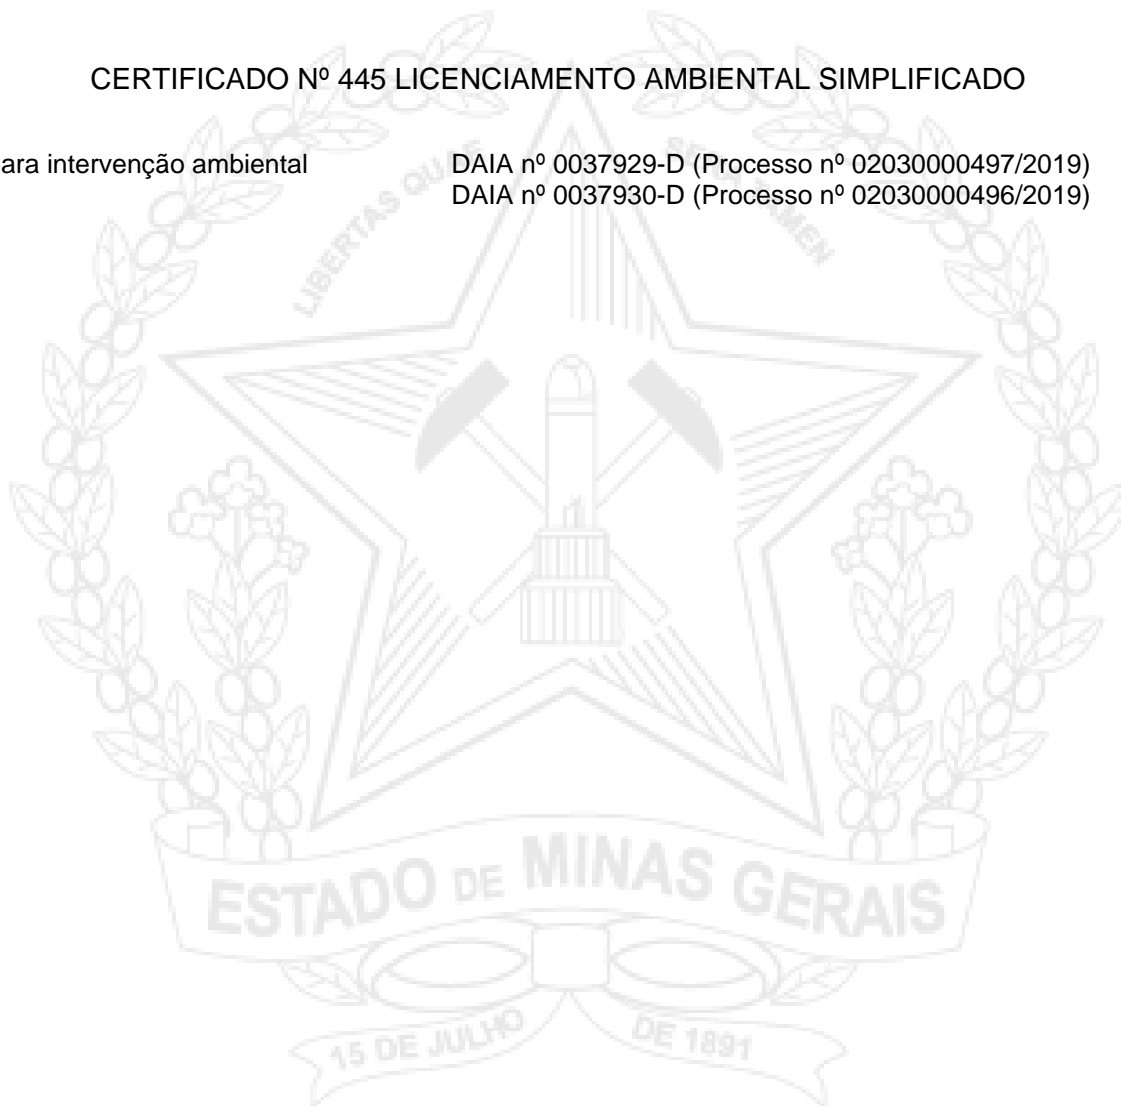 CERTIFICADO Nº 445 LICENCIAMENTO AMBIENTAL SIMPLIFICADO
ara intervenção ambiental DAIA nº 0037929-D (Processo nº 02030000497/2019)
DAIA nº 0037930-D (Processo nº 02030000496/2019)
LIBERTAS QUAE SERA TAMEN
ESTADO DE MINAS GERAIS
15 DE JULHO DE 1891